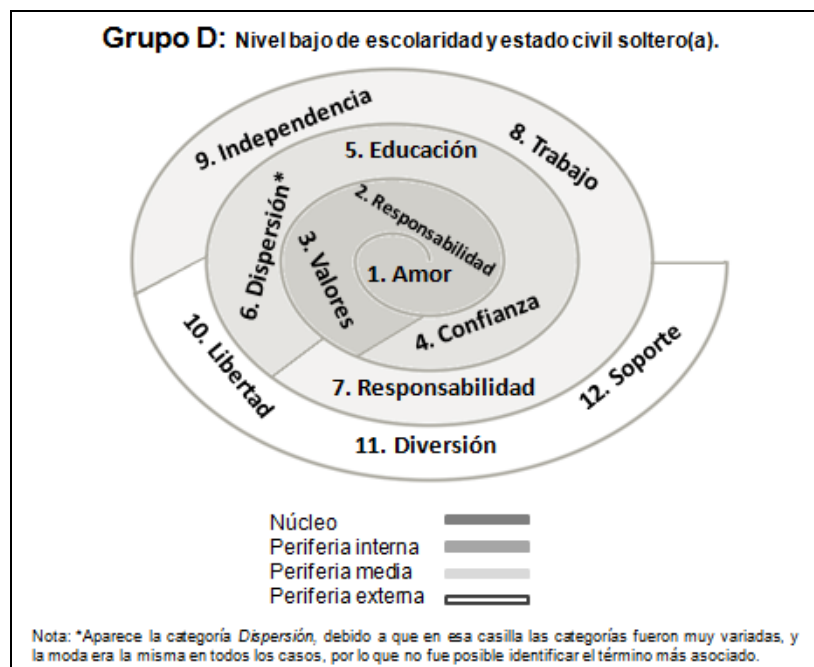 Grupo D: Nivel bajo de escolaridad y estado civil soltero(a).
1. Amor
2. Responsabilidad
3. Valores
4. Confianza
5. Educación
6. Dispersión*
7. Responsabilidad
8. Trabajo
9. Independencia
10. Libertad
11. Diversión
12. Soporte
Núcleo
Periferia interna
Periferia media
Periferia externa
Nota: *Aparece la categoría Dispersión, debido a que en esa casilla las categorías fueron muy variadas, y
la moda era la misma en todos los casos, por lo que no fue posible identificar el término más asociado.